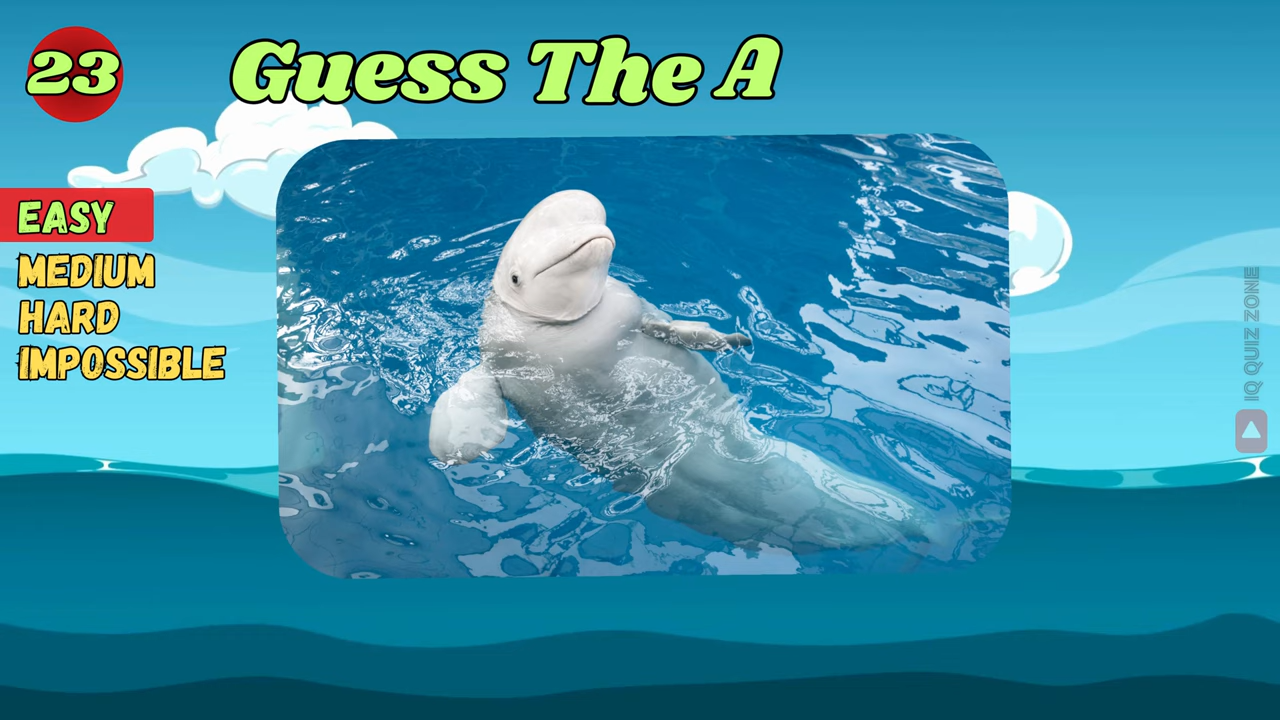 23
Guess The A
EASY
MEDIUM
HARD
IMPOSSIBLE
IQ QUIZ ZONE